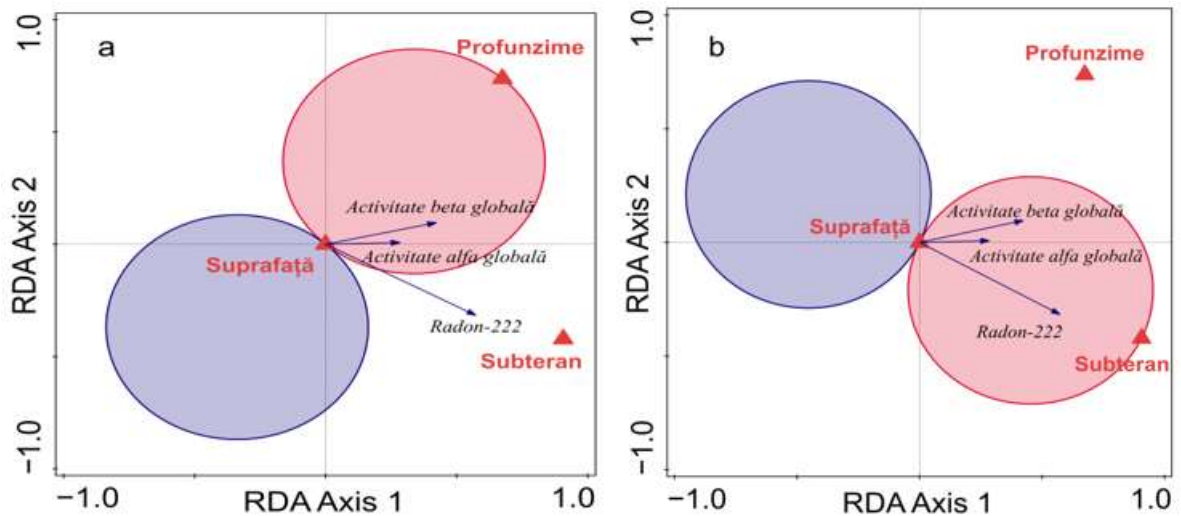 a
1.0
Profunzime
Activitate beta globală
Suprafață
Activitate alfa globală
Radon-222
Subteran
RDA Axis 2
−1.0
−1.0
RDA Axis 1
1.0
b
1.0
Profunzime
Activitate beta globală
Suprafață
Activitate alfa globală
Radon-222
Subteran
RDA Axis 2
−1.0
−1.0
RDA Axis 1
1.0